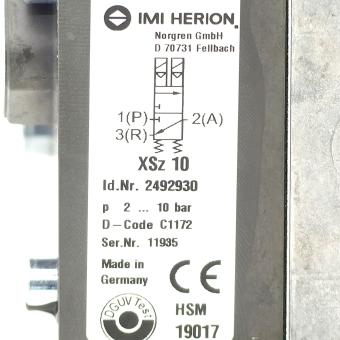 IMI HERION
Norgren GmbH
D 70731 Fellbach
1(P) 2(A)
3(R)
XSz 10
Id.Nr. 2492930
p 2 ... 10 bar
D-Code C1172
Ser.Nr. 11935
Made in
Germany
CE
DGUV Test
HSM
19017